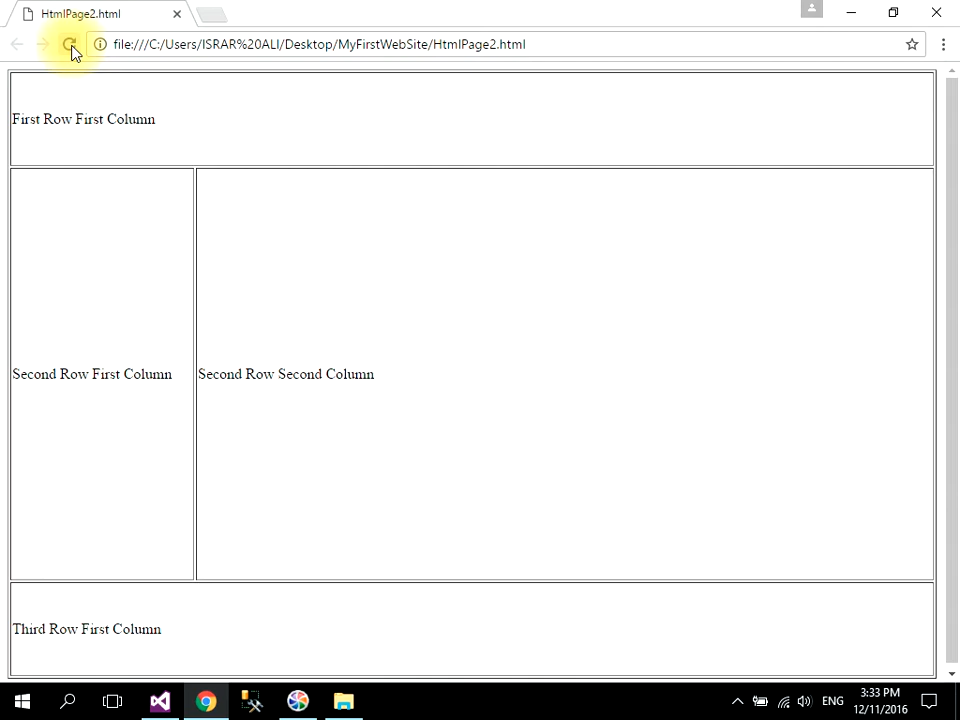 HtmlPage2.html
file:///C:/Users/ISRAR%20ALI/Desktop/MyFirstWebSite/HtmlPage2.html
First Row First Column
Second Row First Column
Second Row Second Column
Third Row First Column
ENG
3:33 PM
12/11/2016